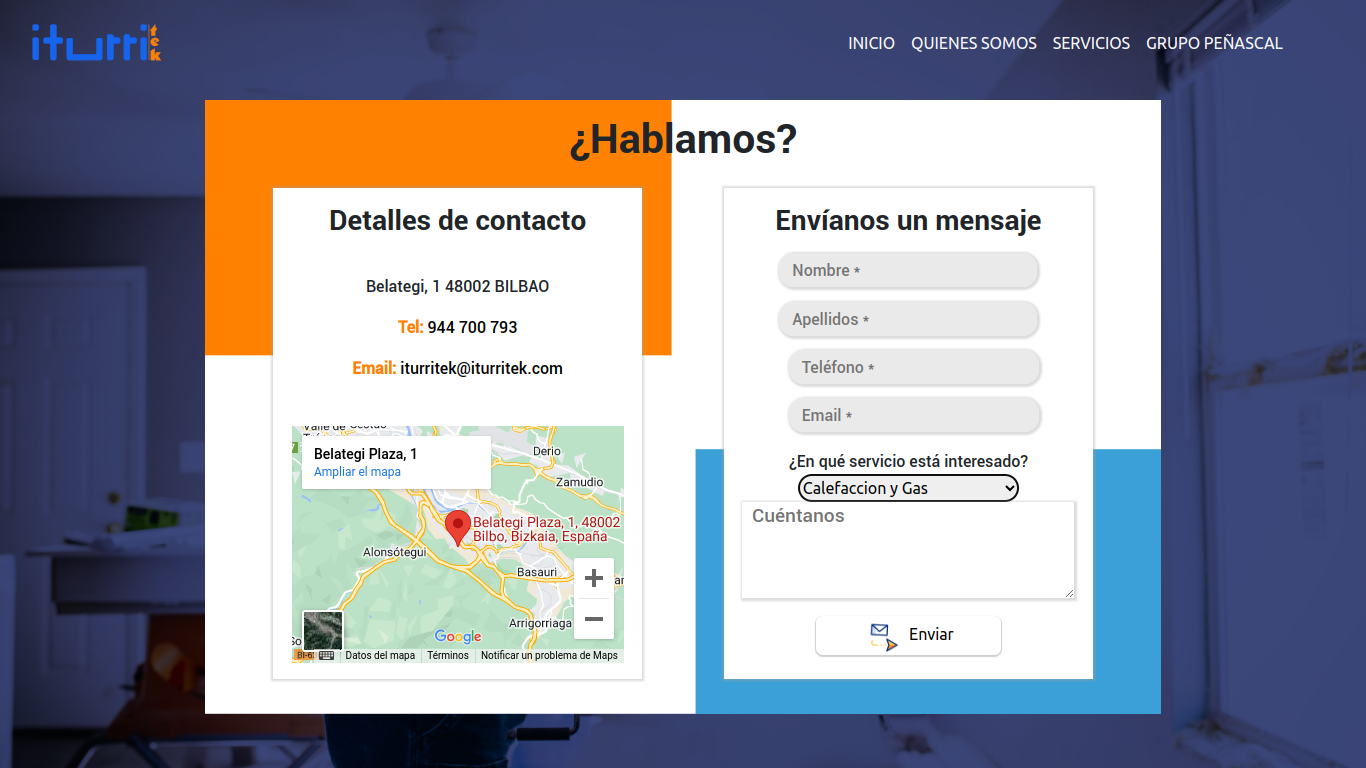 iturri
tek
INICIO QUIENES SOMOS SERVICIOS GRUPO PEÑASCAL
¿Hablamos?
Detalles de contacto
Belategi, 1 48002 BILBAO
Tel: 944 700 793
Email: iturritek@iturritek.com
Belategi Plaza, 1
Ampliar el mapa
Derio
Zamudio
Belategi Plaza, 1, 48002
Bilbo, Bizkaia, España
Alonsótegui
Basauri
Arrigorriaga
Google
Datos del mapa
Términos
Notificar un problema de Maps
Envíanos un mensaje
Nombre *
Apellidos *
Teléfono *
Email *
¿En qué servicio está interesado?
Calefaccion y Gas
Cuéntanos
Enviar